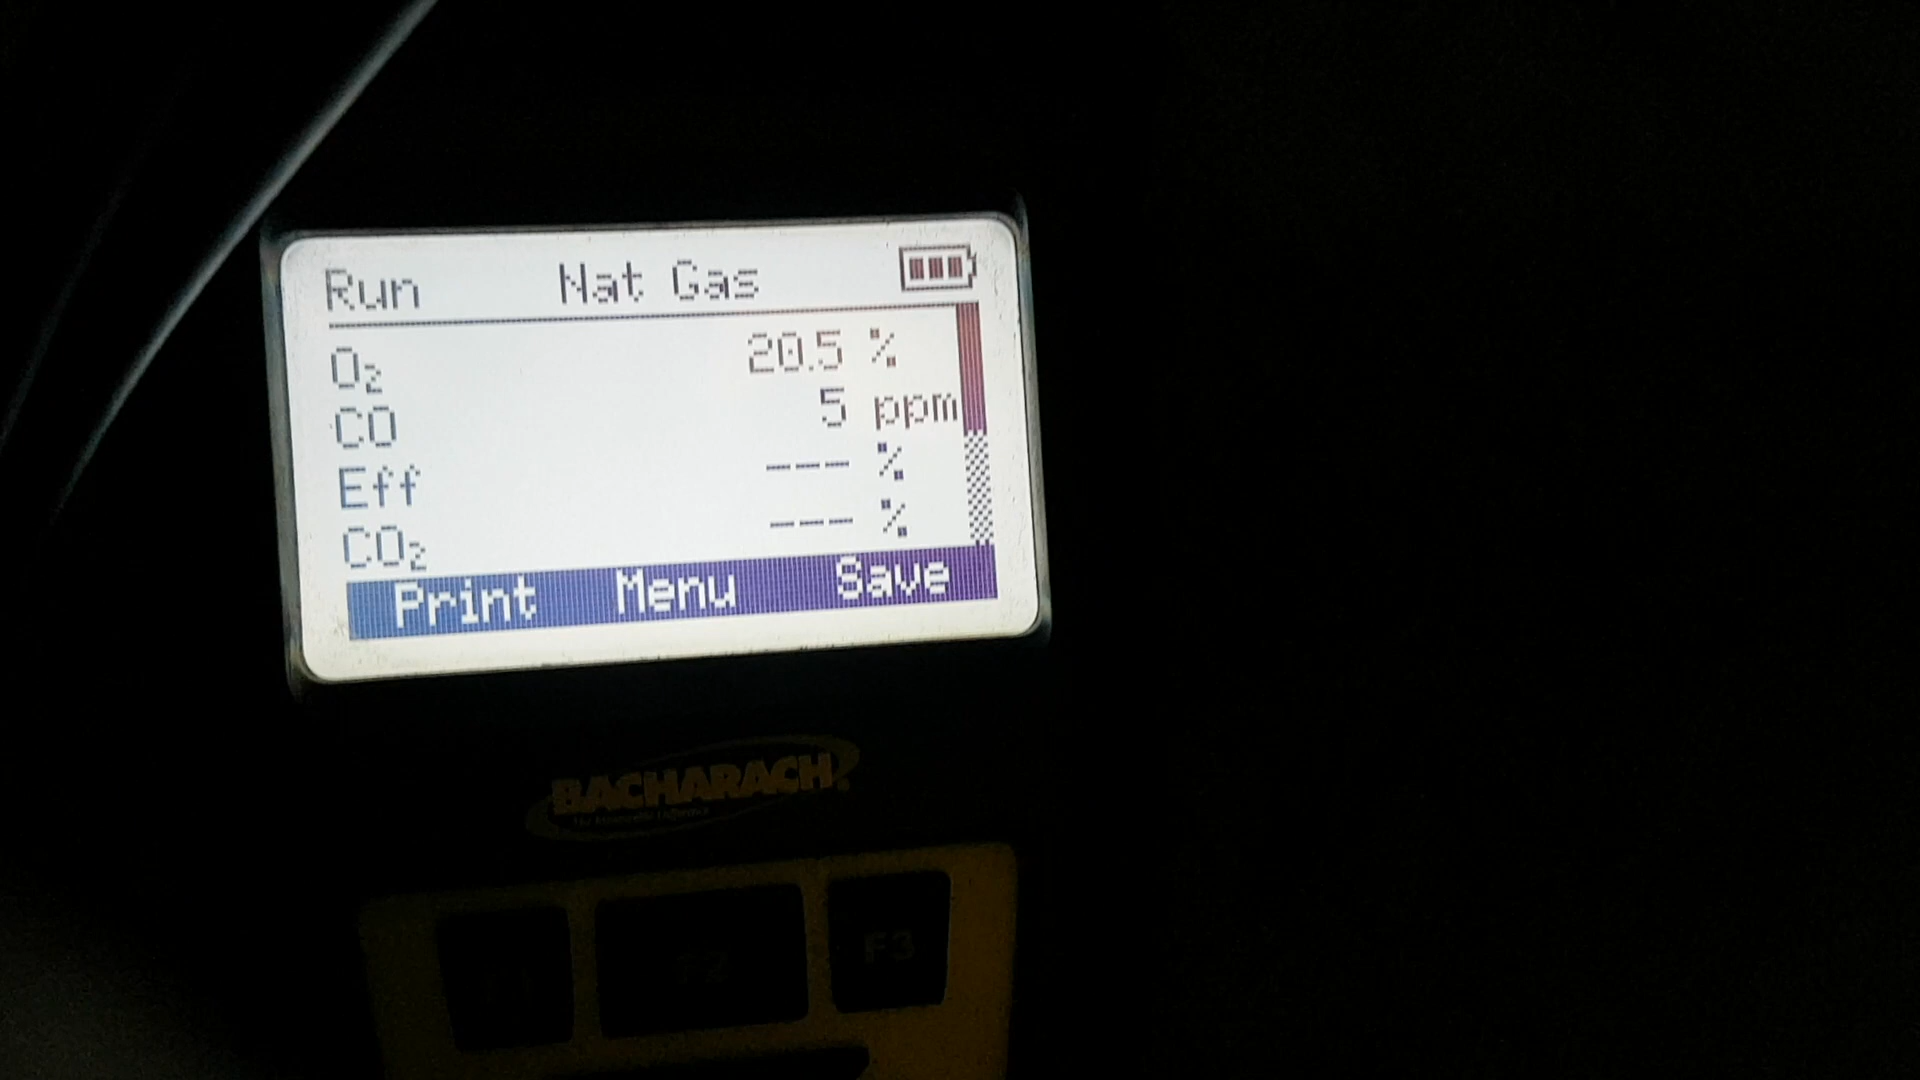 Run Nat Gas
O₂ 20.5 %
CO 5 ppm
Eff --- %
CO₂ --- %
Print Menu Save
BACHARACH
F3